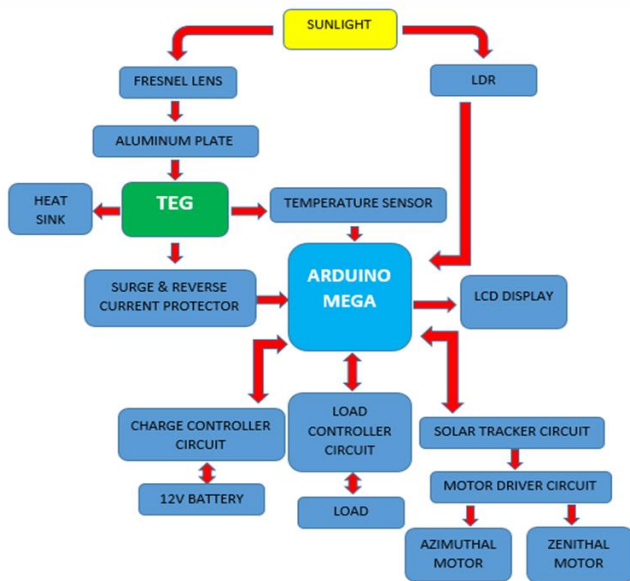 SUNLIGHT
FRESNEL LENS
LDR
ALUMINUM PLATE
HEAT
SINK
TEG
TEMPERATURE SENSOR
SURGE & REVERSE
CURRENT PROTECTOR
ARDUINO
MEGA
LCD DISPLAY
CHARGE CONTROLLER
CIRCUIT
LOAD
CONTROLLER
CIRCUIT
SOLAR TRACKER CIRCUIT
12V BATTERY
LOAD
MOTOR DRIVER CIRCUIT
AZIMUTHAL
MOTOR
ZENITHAL
MOTOR